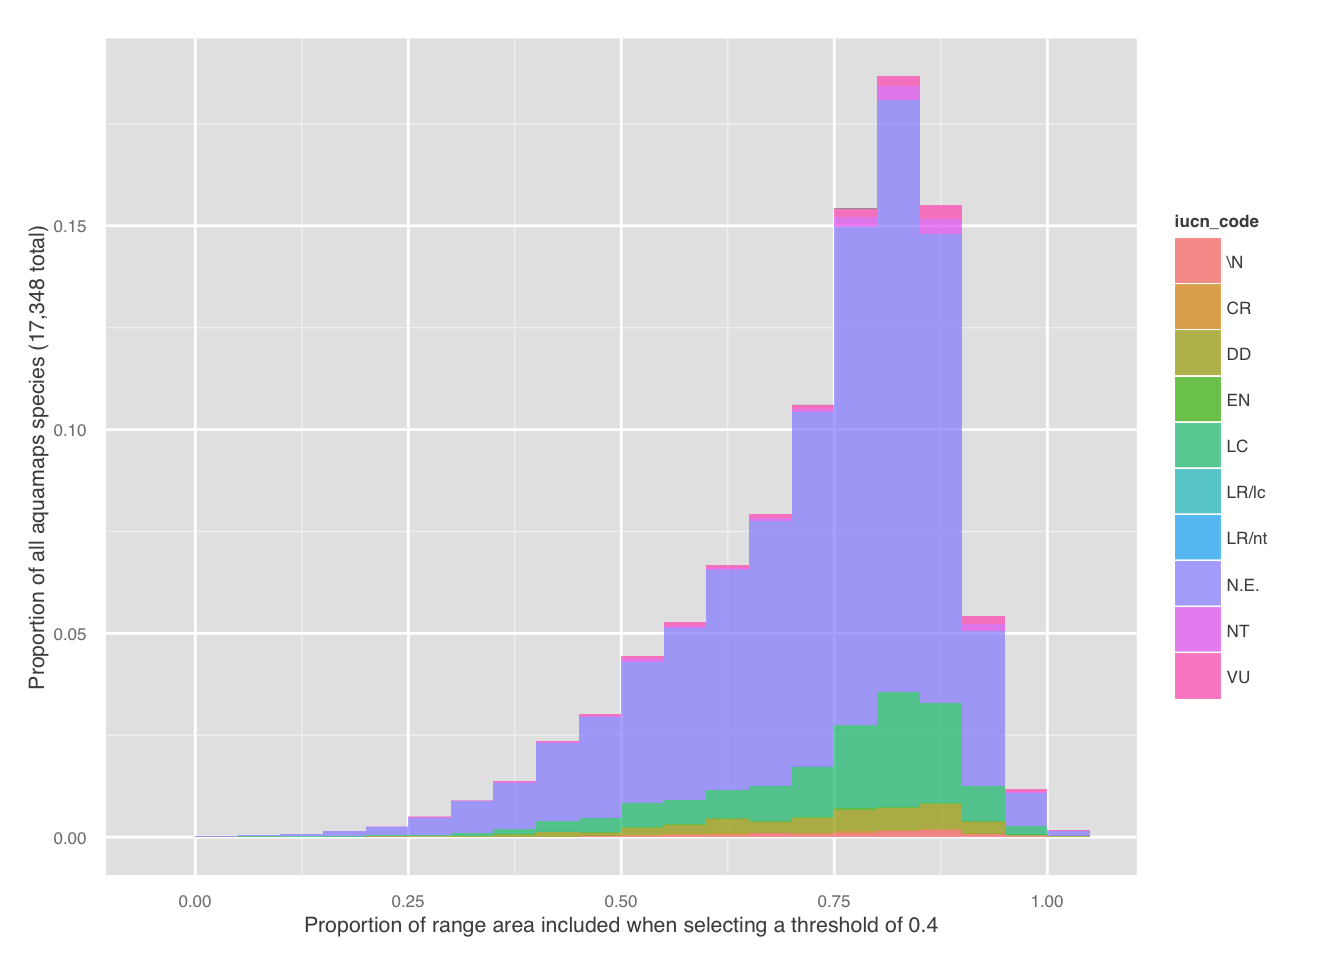 Proportion of all aquamaps species (17,348 total)
0.15
0.10
0.05
0.00
0.00 0.25 0.50 0.75 1.00
Proportion of range area included when selecting a threshold of 0.4
iucn_code
\N
CR
DD
EN
LC
LR/lc
LR/nt
N.E.
NT
VU